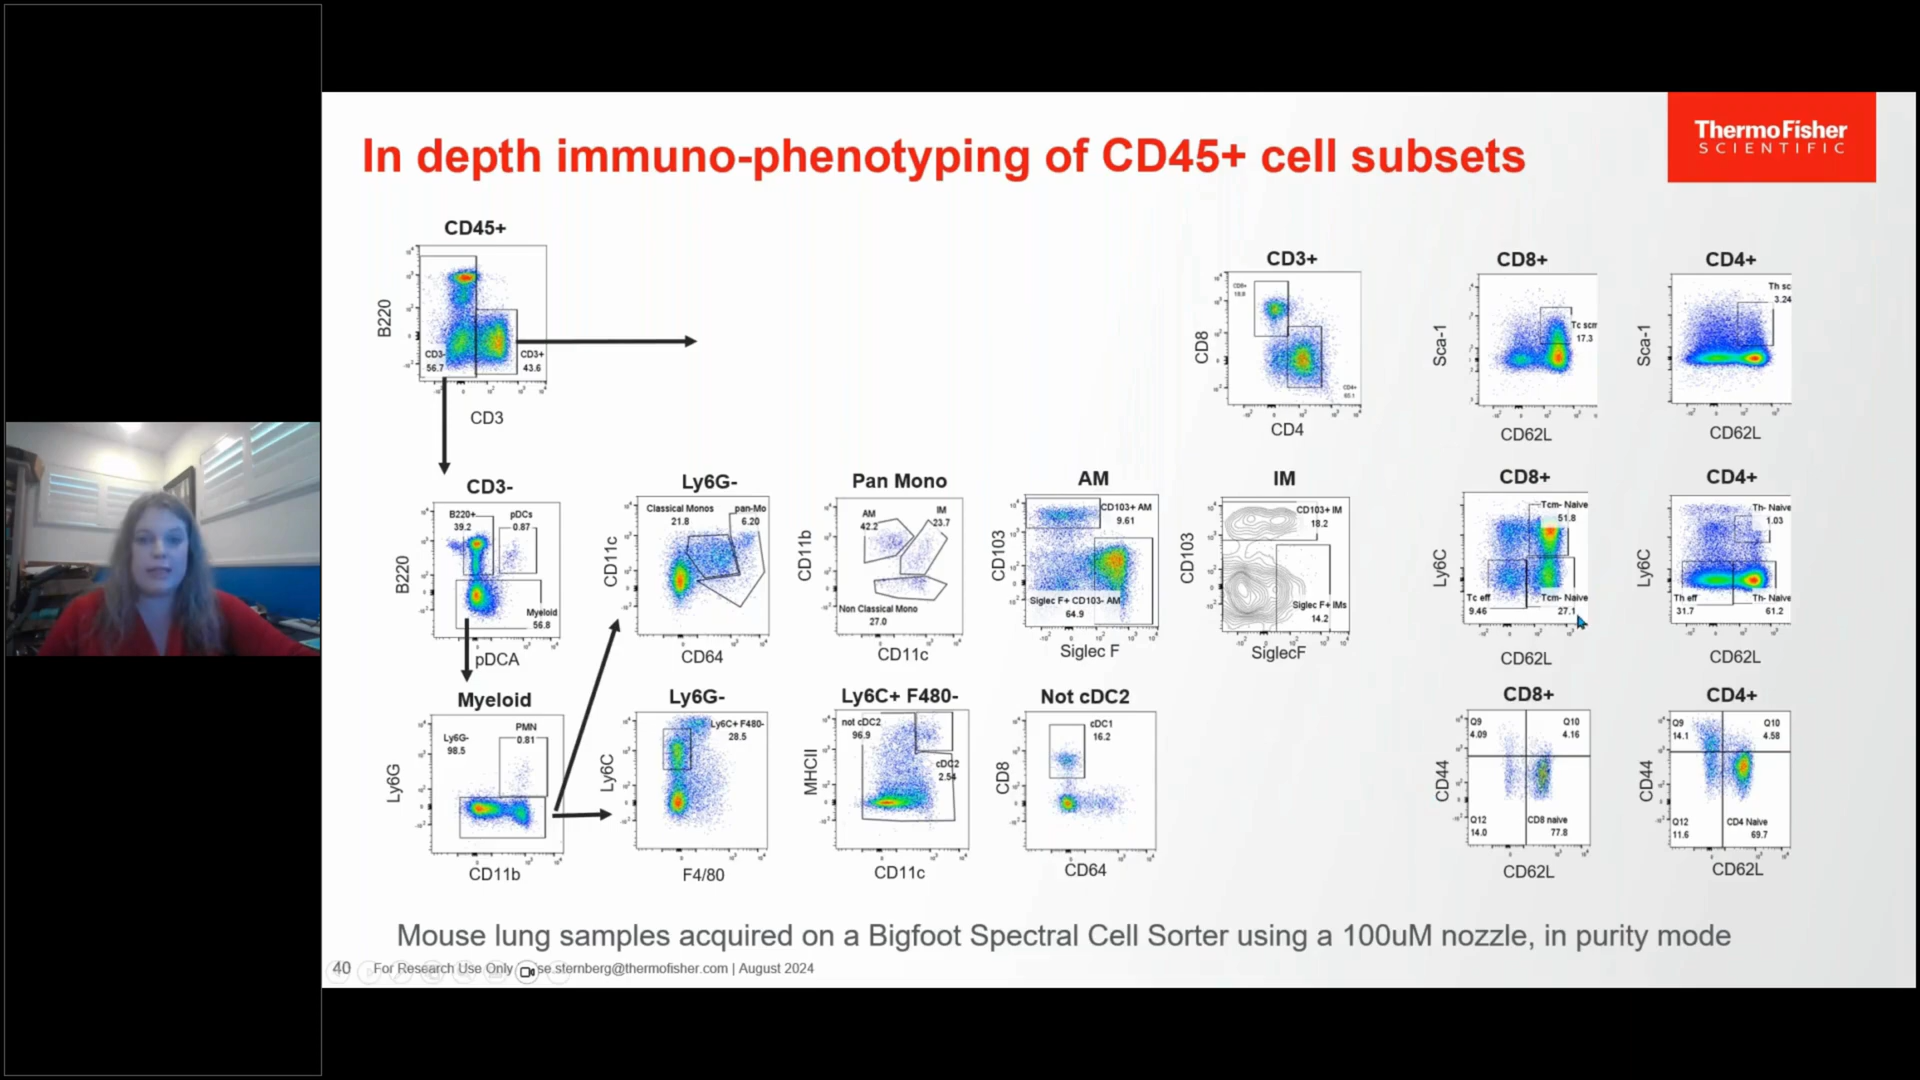 In depth immuno-phenotyping of CD45+ cell subsets
ThermoFisher
SCIENTIFIC
CD45+
B220
CD3-
56.7
CD3+
43.6
CD3
CD3+
CD8
CD8+
CD4+
CD4
CD8+
Sca-1
Tc scm
17.3
CD62L
CD4+
Sca-1
Th sc
3.24
CD62L
CD3-
B220
B220+
39.2
pDCs
0.87
Myeloid
56.8
pDCA
Ly6G-
CD11c
Classical Monos
21.8
pan-Mo
6.20
CD64
Pan Mono
CD11b
AM
42.2
IM
23.7
Non Classical Mono
27.0
CD11c
AM
CD103
CD103+ AM
9.61
Siglec F+ CD103- AM
64.9
Siglec F
IM
CD103
CD103+ IM
18.2
Siglec F+ IMs
14.2
SiglecF
CD8+
Ly6C
Tcm- Naive
51.8
Tc eff
9.46
Tcm- Naive
27.1
CD62L
CD4+
Ly6C
Th- Naive
1.03
Th eff
31.7
Th- Naive
61.2
CD62L
Myeloid
Ly6G
Ly6G-
98.5
PMN
0.81
CD11b
Ly6G-
Ly6C
Ly6C+ F480-
28.5
F4/80
Ly6C+ F480-
MHCII
not cDC2
96.9
cDC2
2.54
CD11c
Not cDC2
CD8
cDC1
16.2
CD64
CD8+
CD44
Q9
4.09
Q10
4.16
Q12
14.0
CD8 naive
77.8
CD62L
CD4+
CD44
Q9
14.1
Q10
4.58
Q12
11.6
CD4 Naive
69.7
CD62L
Mouse lung samples acquired on a Bigfoot Spectral Cell Sorter using a 100uM nozzle, in purity mode
40
For Research Use Only
se.sternberg@thermofisher.com | August 2024